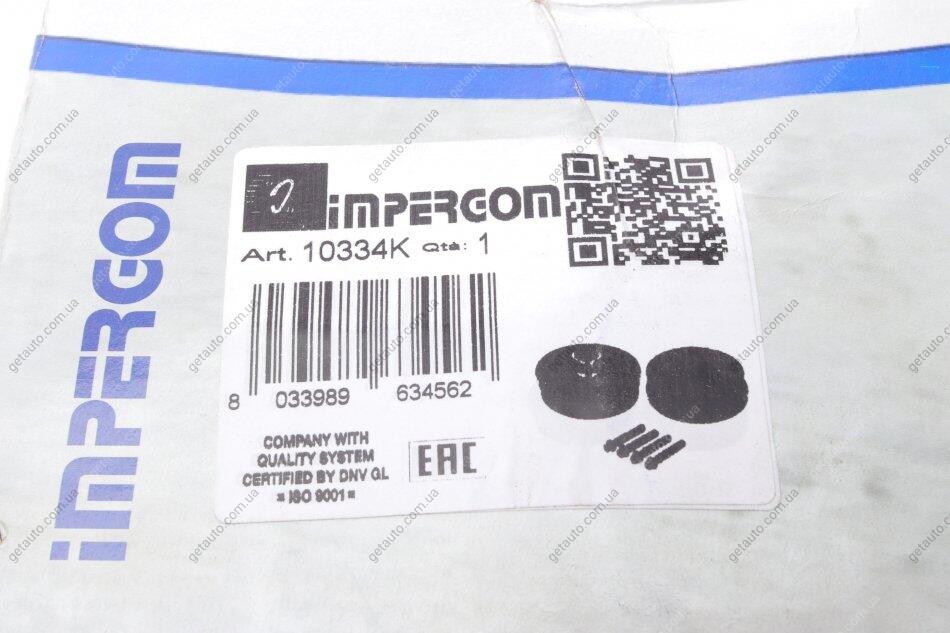 IMPERGOM
IMPERGOM
Art. 10334K Qtà: 1
8 033989 634562
COMPANY WITH
QUALITY SYSTEM
CERTIFIED BY DNV GL
= ISO 9001 =
EAC
getauto.com.ua